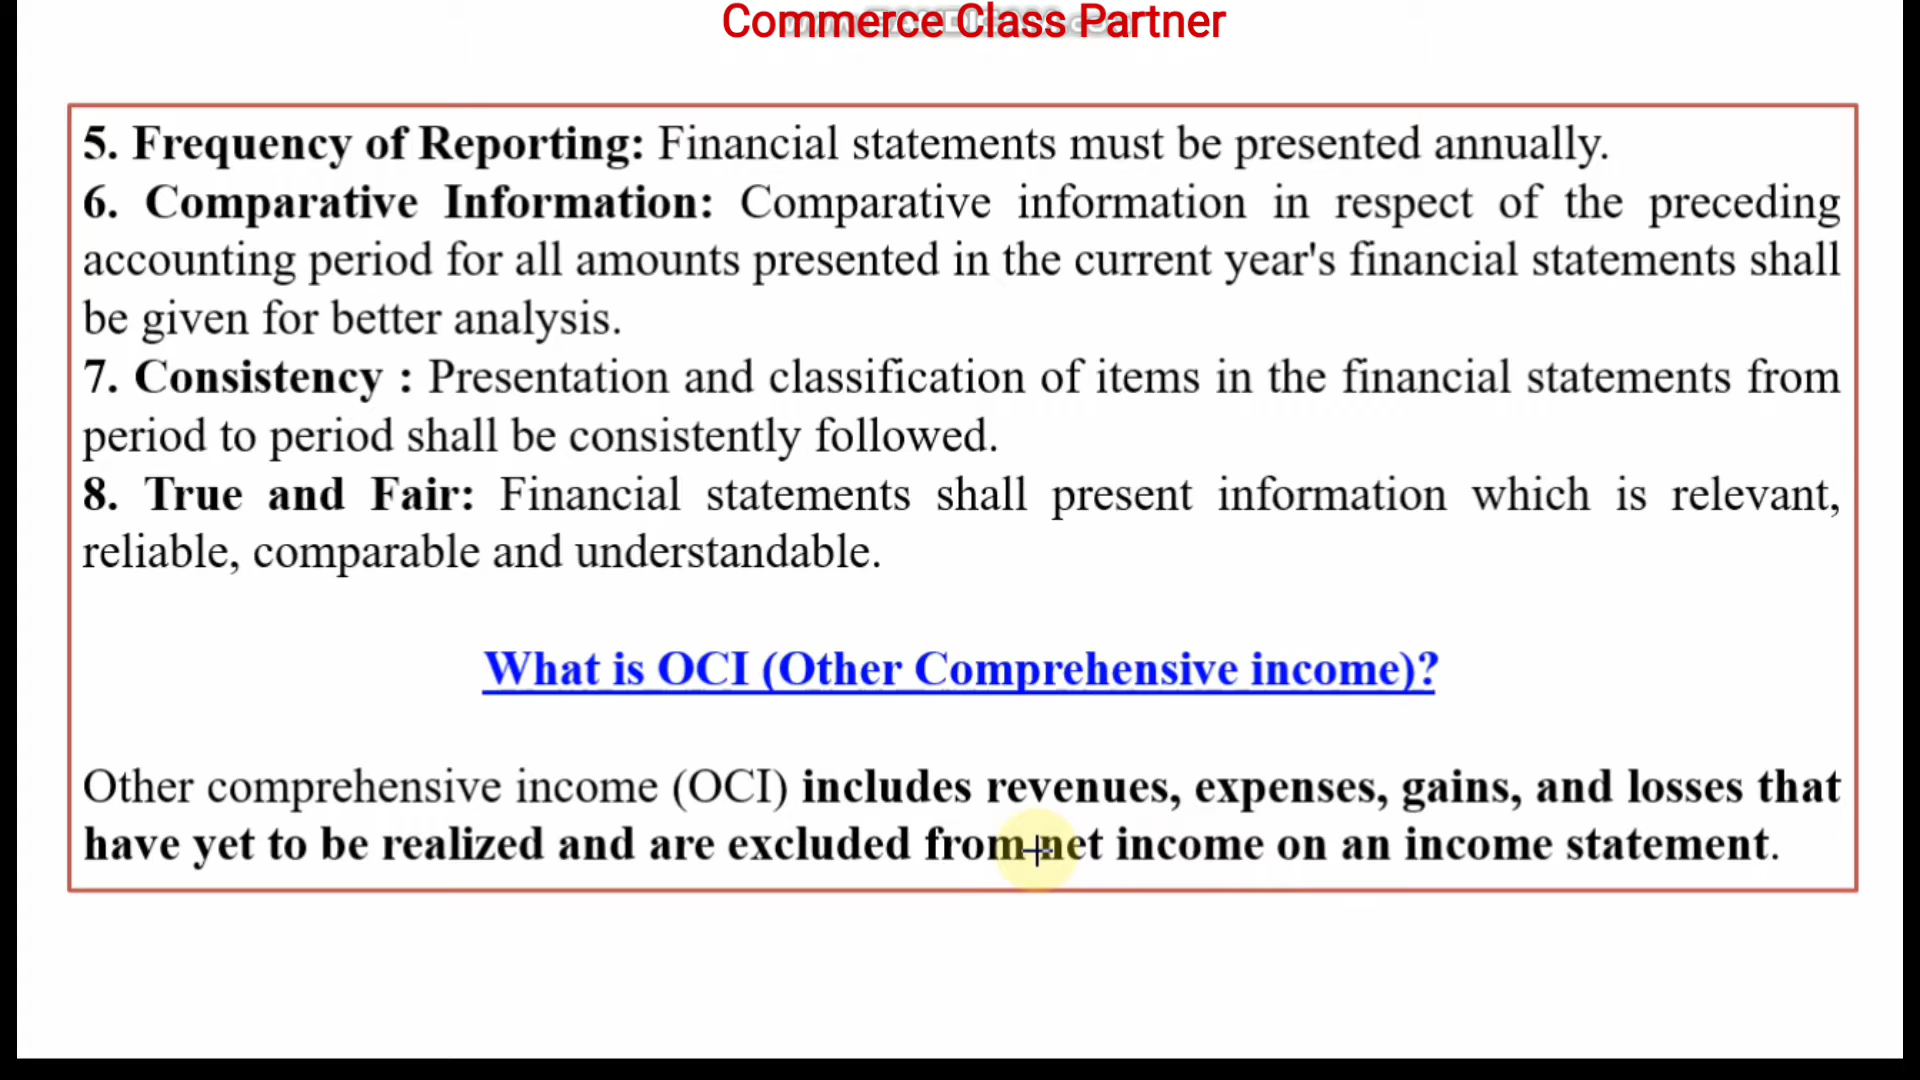 Commerce Class Partner
5. Frequency of Reporting: Financial statements must be presented annually.
6. Comparative Information: Comparative information in respect of the preceding
accounting period for all amounts presented in the current year's financial statements shall
be given for better analysis.
7. Consistency : Presentation and classification of items in the financial statements from
period to period shall be consistently followed.
8. True and Fair: Financial statements shall present information which is relevant,
reliable, comparable and understandable.
What is OCI (Other Comprehensive income)?
Other comprehensive income (OCI) includes revenues, expenses, gains, and losses that
have yet to be realized and are excluded from net income on an income statement.